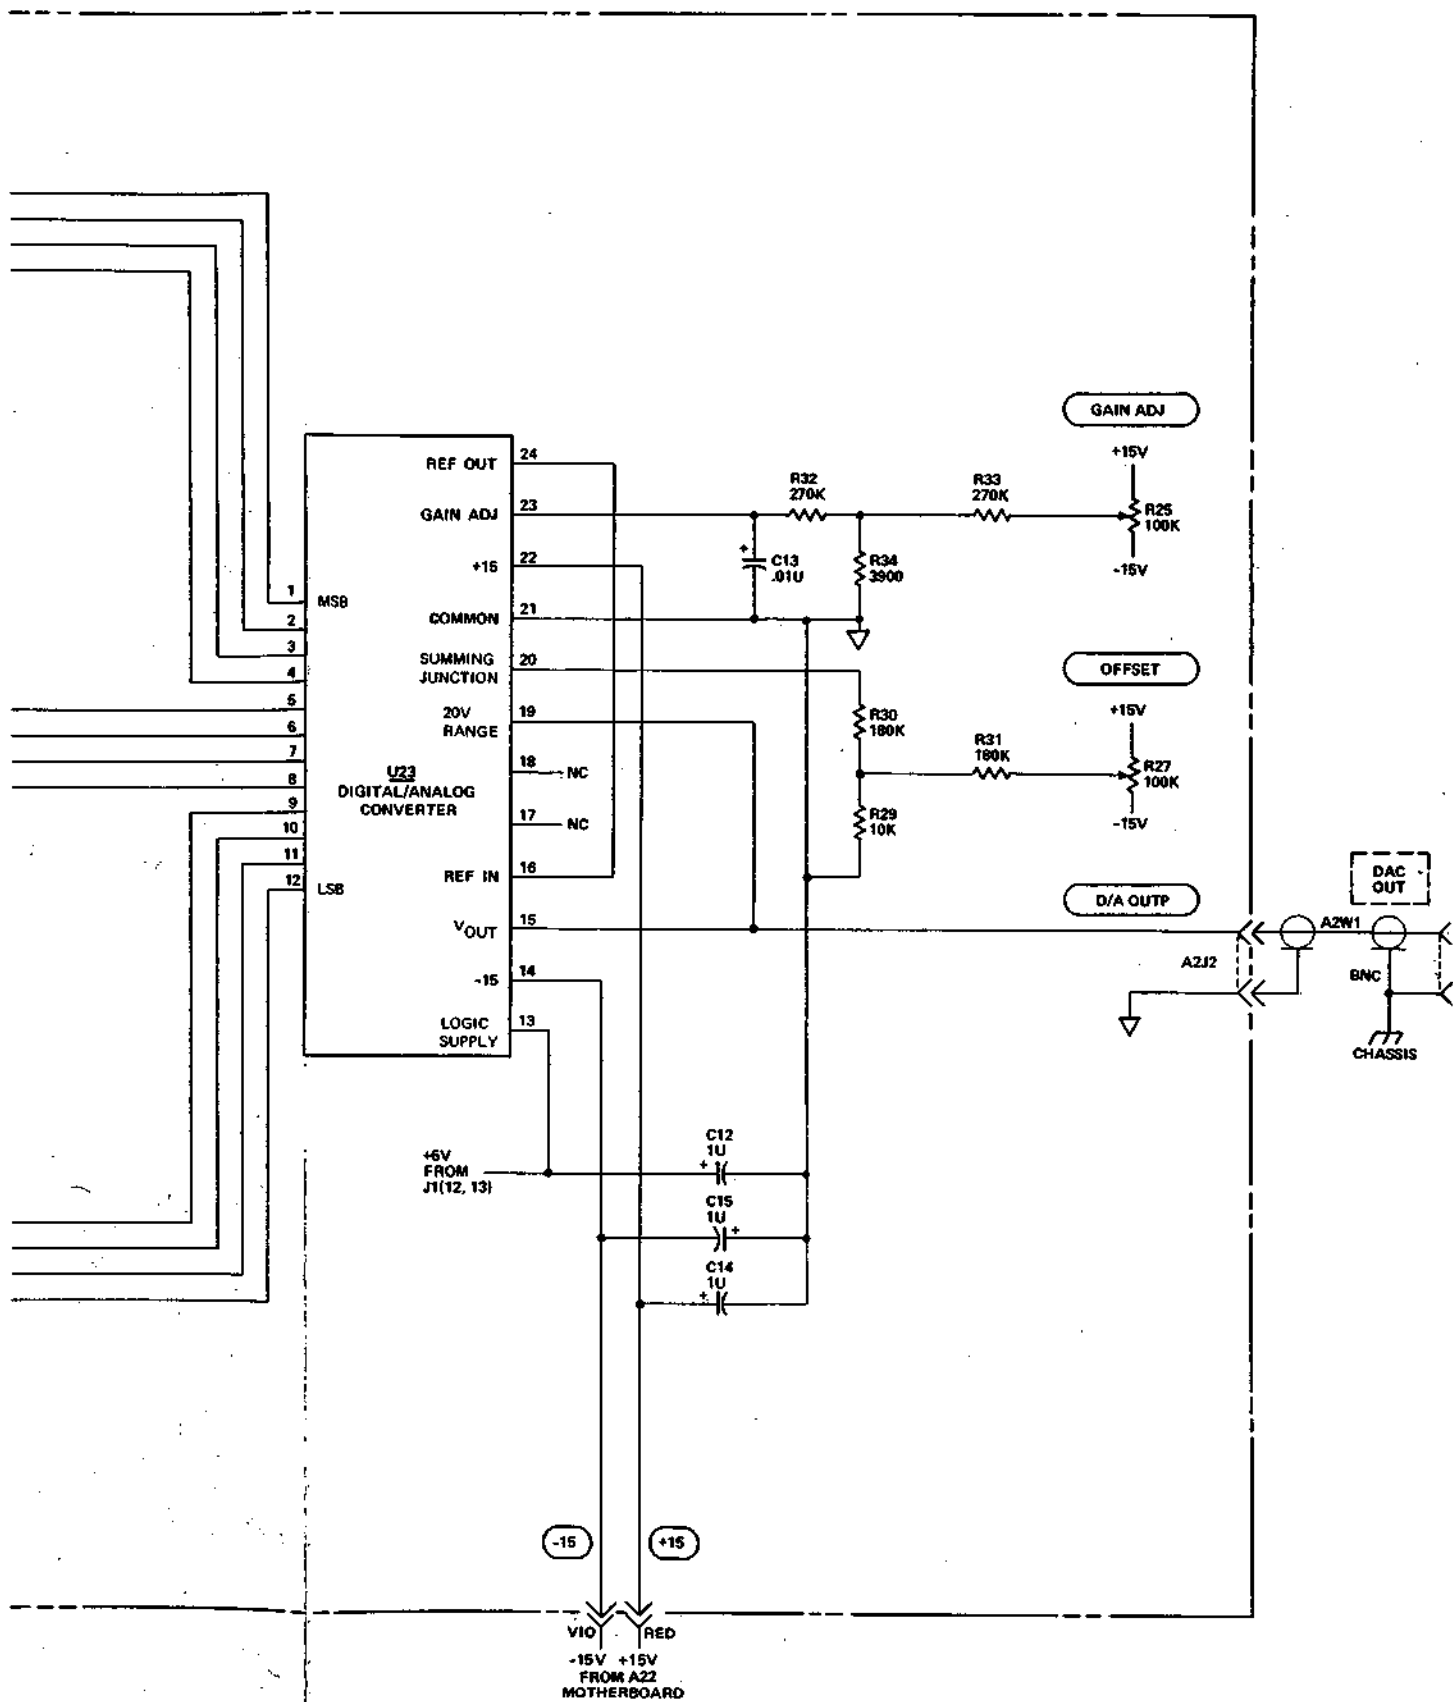 GAIN ADJ
+15V
R25
100K
-15V
R32
270K
R33
270K
C13
.01U
+
R34
3900
REF OUT
24
GAIN ADJ
23
+15
22
COMMON
21
SUMMING
JUNCTION
20
20V
RANGE
19
18
NC
17
NC
REF IN
16
VOUT
15
-15
14
LOGIC
SUPPLY
13
1
MSB
2
3
4
5
6
7
8
9
10
11
12
LSB
U23
DIGITAL/ANALOG
CONVERTER
OFFSET
+15V
R27
100K
-15V
R30
180K
R31
180K
R29
10K
D/A OUTP
DAC
OUT
A2W1
A2J2
BNC
CHASSIS
+6V
FROM
J1(12, 13)
C12
1U
+
C15
1U
+
C14
1U
+
-15
+15
VIO
RED
-15V +15V
FROM A22
MOTHERBOARD